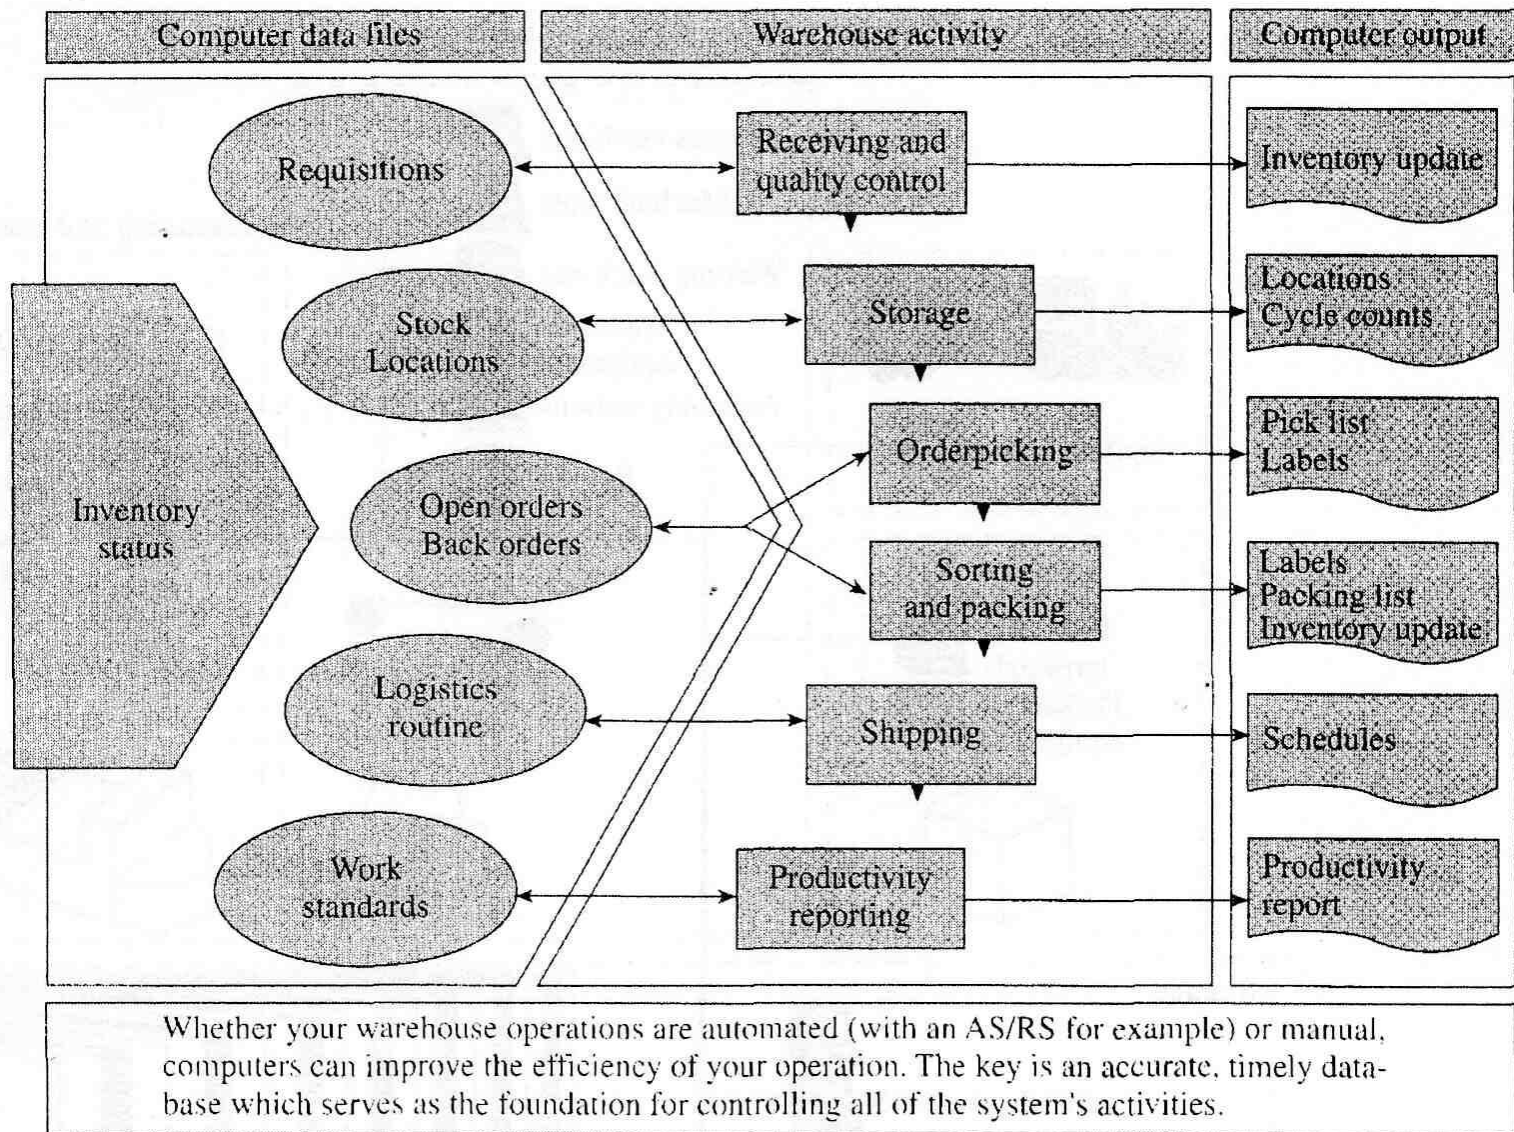 Computer data files
Warehouse activity
Computer output
Requisitions
Receiving and
quality control
Inventory update
Stock
Locations
Storage
Locations
Cycle counts
Inventory
status
Open orders
Back orders
Orderpicking
Pick list
Labels
Sorting
and packing
Labels
Packing list
Inventory update
Logistics
routine
Shipping
Schedules
Work
standards
Productivity
reporting
Productivity
report
Whether your warehouse operations are automated (with an AS/RS for example) or manual,
computers can improve the efficiency of your operation. The key is an accurate, timely data-
base which serves as the foundation for controlling all of the system's activities.